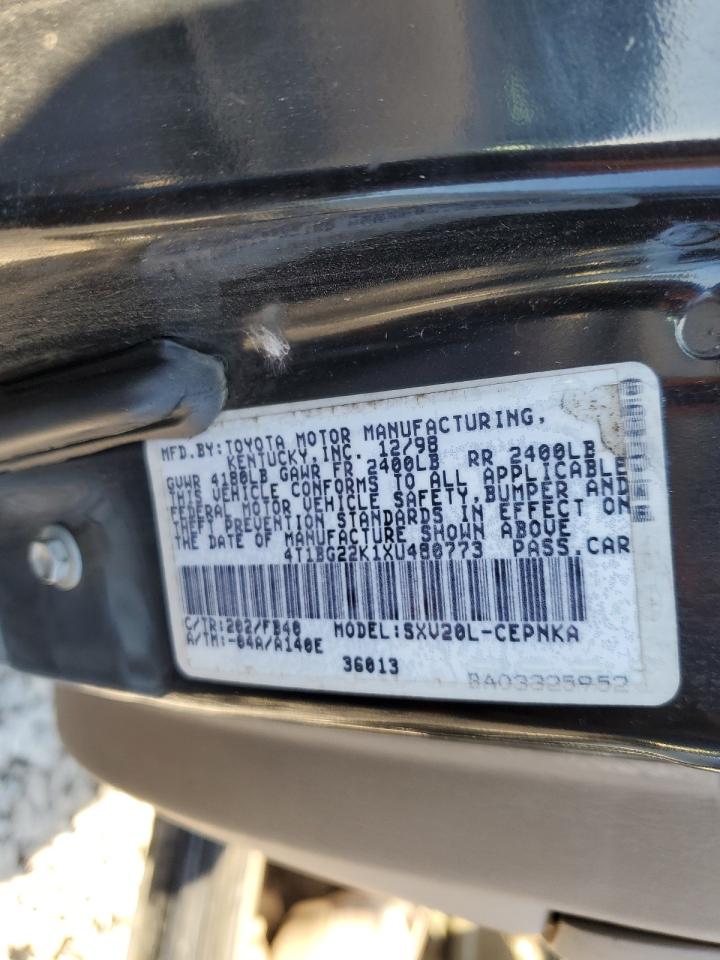 MFD.BY:TOYOTA MOTOR MANUFACTURING,
KENTUCKY,INC. 12/98
GVWR 4180LB GAWR FR 2400LB RR 2400LB
THIS VEHICLE CONFORMS TO ALL APPLICABLE
FEDERAL MOTOR VEHICLE SAFETY,BUMPER AND
THEFT PREVENTION STANDARDS IN EFFECT ON
THE DATE OF MANUFACTURE SHOWN ABOVE.
4T1BG22K1XU480773 PASS.CAR
C/TR:202/FB40 MODEL:SXV20L-CEPNKA
A/TM:-04A/A140E
36013
BA03325952